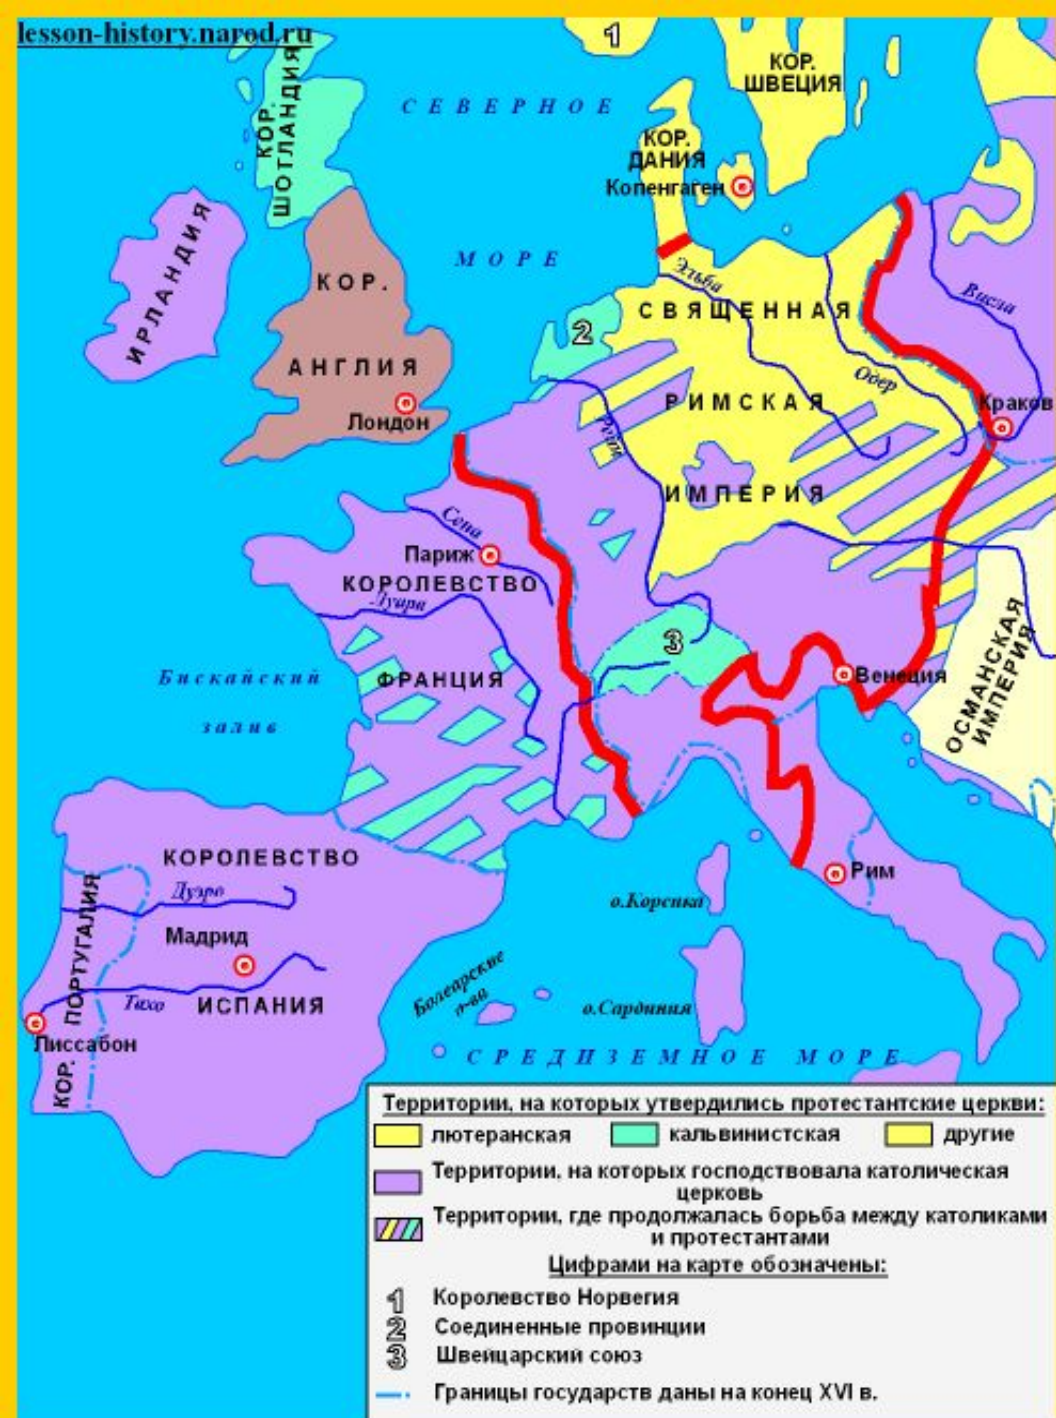 lesson-history.narod.ru
1
КОР.
ШВЕЦИЯ
КОР.
ШОТЛАНДИЯ
СЕВЕРНОЕ
КОР.
ДАНИЯ
Копенгаген
ИРЛАНДИЯ
МОРЕ
КОР.
АНГЛИЯ
Лондон
Эльба
Висла
СВЯЩЕННАЯ
2
Одер
РИМСКАЯ
Краков
Рейн
ИМПЕРИЯ
Сена
Париж
КОРОЛЕВСТВО
Луара
ФРАНЦИЯ
3
Бискайский
залив
Венеция
ОСМАНСКАЯ
ИМПЕРИЯ
КОРОЛЕВСТВО
Дуэро
Мадрид
ИСПАНИЯ
Тахо
КОР. ПОРТУГАЛИЯ
Лиссабон
Рим
о.Корсика
Болеарские
о-ва
о.Сардиния
СРЕДИЗЕМНОЕ МОРЕ
Территории, на которых утвердились протестантские церкви:
лютеранская кальвинистская другие
Территории, на которых господствовала католическая
церковь
Территории, где продолжалась борьба между католиками
и протестантами
Цифрами на карте обозначены:
1 Королевство Норвегия
2 Соединенные провинции
3 Швейцарский союз
Границы государств даны на конец XVI в.